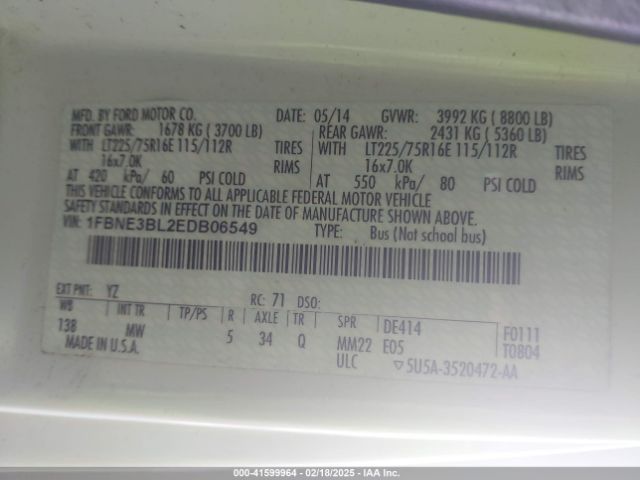 MFD. BY FORD MOTOR CO. DATE: 05/14 GVWR: 3992 KG ( 8800 LB)
FRONT GAWR: 1678 KG ( 3700 LB) REAR GAWR: 2431 KG ( 5360 LB)
WITH LT225/75R16E 115/112R TIRES WITH LT225/75R16E 115/112R TIRES
16x7.0K RIMS 16x7.0K RIMS
AT 420 kPa/ 60 PSI COLD AT 550 kPa/ 80 PSI COLD
THIS VEHICLE CONFORMS TO ALL APPLICABLE FEDERAL MOTOR VEHICLE
SAFETY STANDARDS IN EFFECT ON THE DATE OF MANUFACTURE SHOWN ABOVE.
VIN: 1FBNE3BL2EDB06549 TYPE: Bus (Not school bus)
EXT PNT: YZ RC: 71 DSO:
WB INT TR TP/PS R AXLE TR SPR DE414 F0111
138 MW 5 34 Q MM22 E05 T0804
MADE IN U.S.A. ULC ▽5U5A-3520472-AA
000-41599964 - 02/18/2025 - IAA Inc.